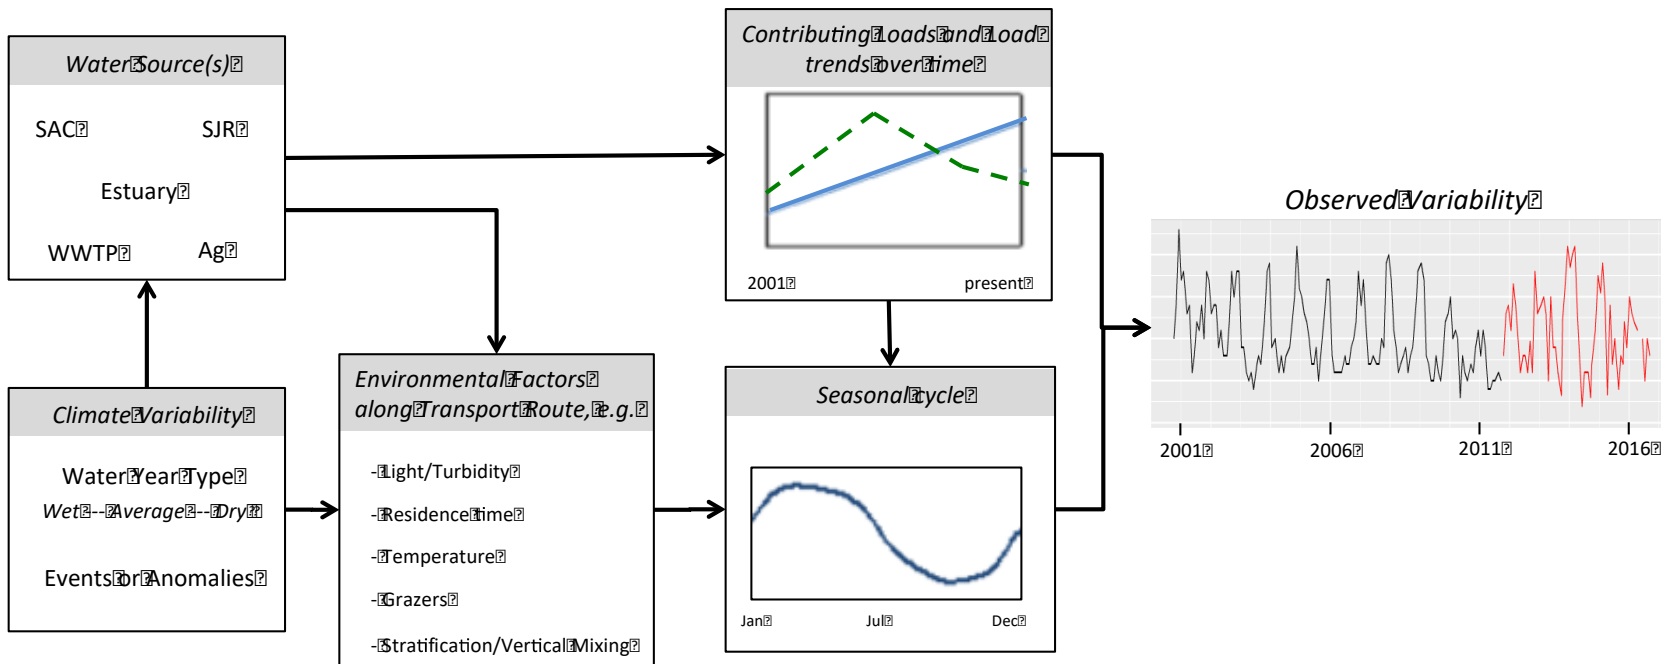 Water Source(s)
SAC
SJR
Estuary
WWTP
Ag
Climate Variability
Water Year Type
Wet -- Average -- Dry
Events or Anomalies
Environmental Factors
along Transport Route, e.g.
- Light/Turbidity
- Residence time
- Temperature
- Grazers
- Stratification/Vertical Mixing
Contributing Loads and Load
trends over time
2001
present
Seasonal cycle
Jan
Jul
Dec
Observed Variability
2001
2006
2011
2016